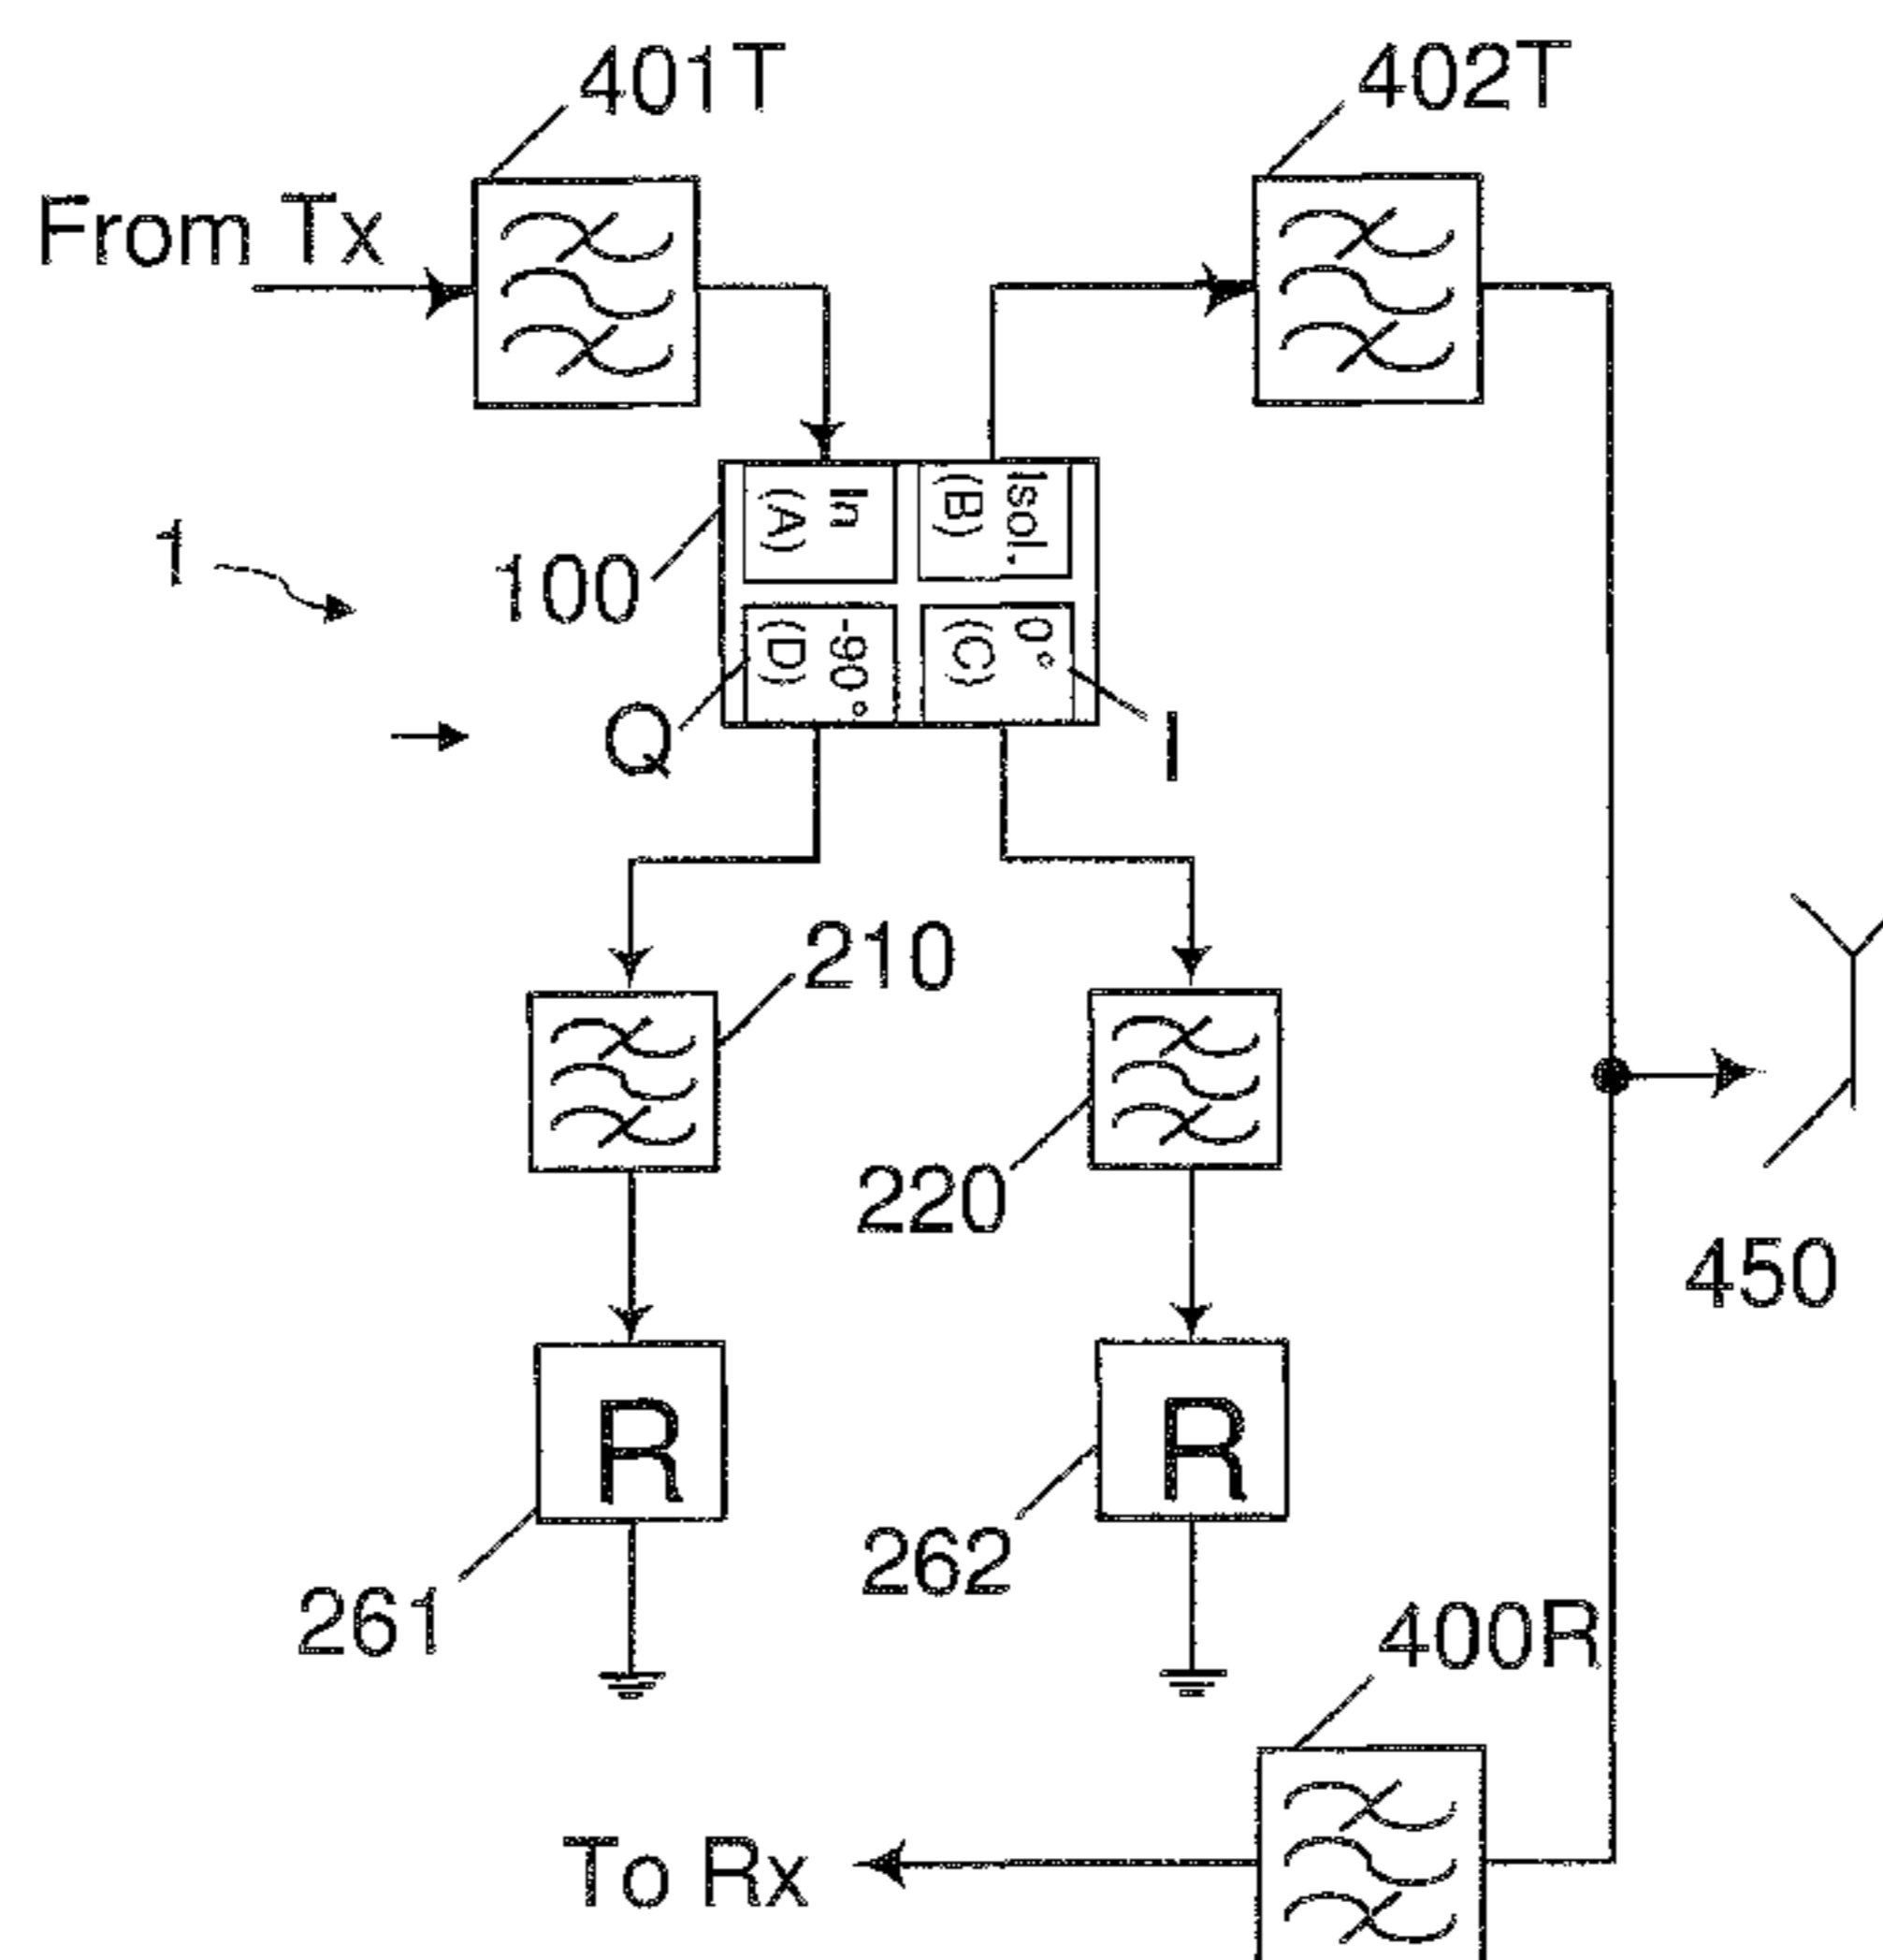 401T
402T
From Tx
In
(A)
Isol.
(B)
1
100
-90°
(D)
0°
(C)
Q
I
210
220
450
R
R
261
262
400R
To Rx